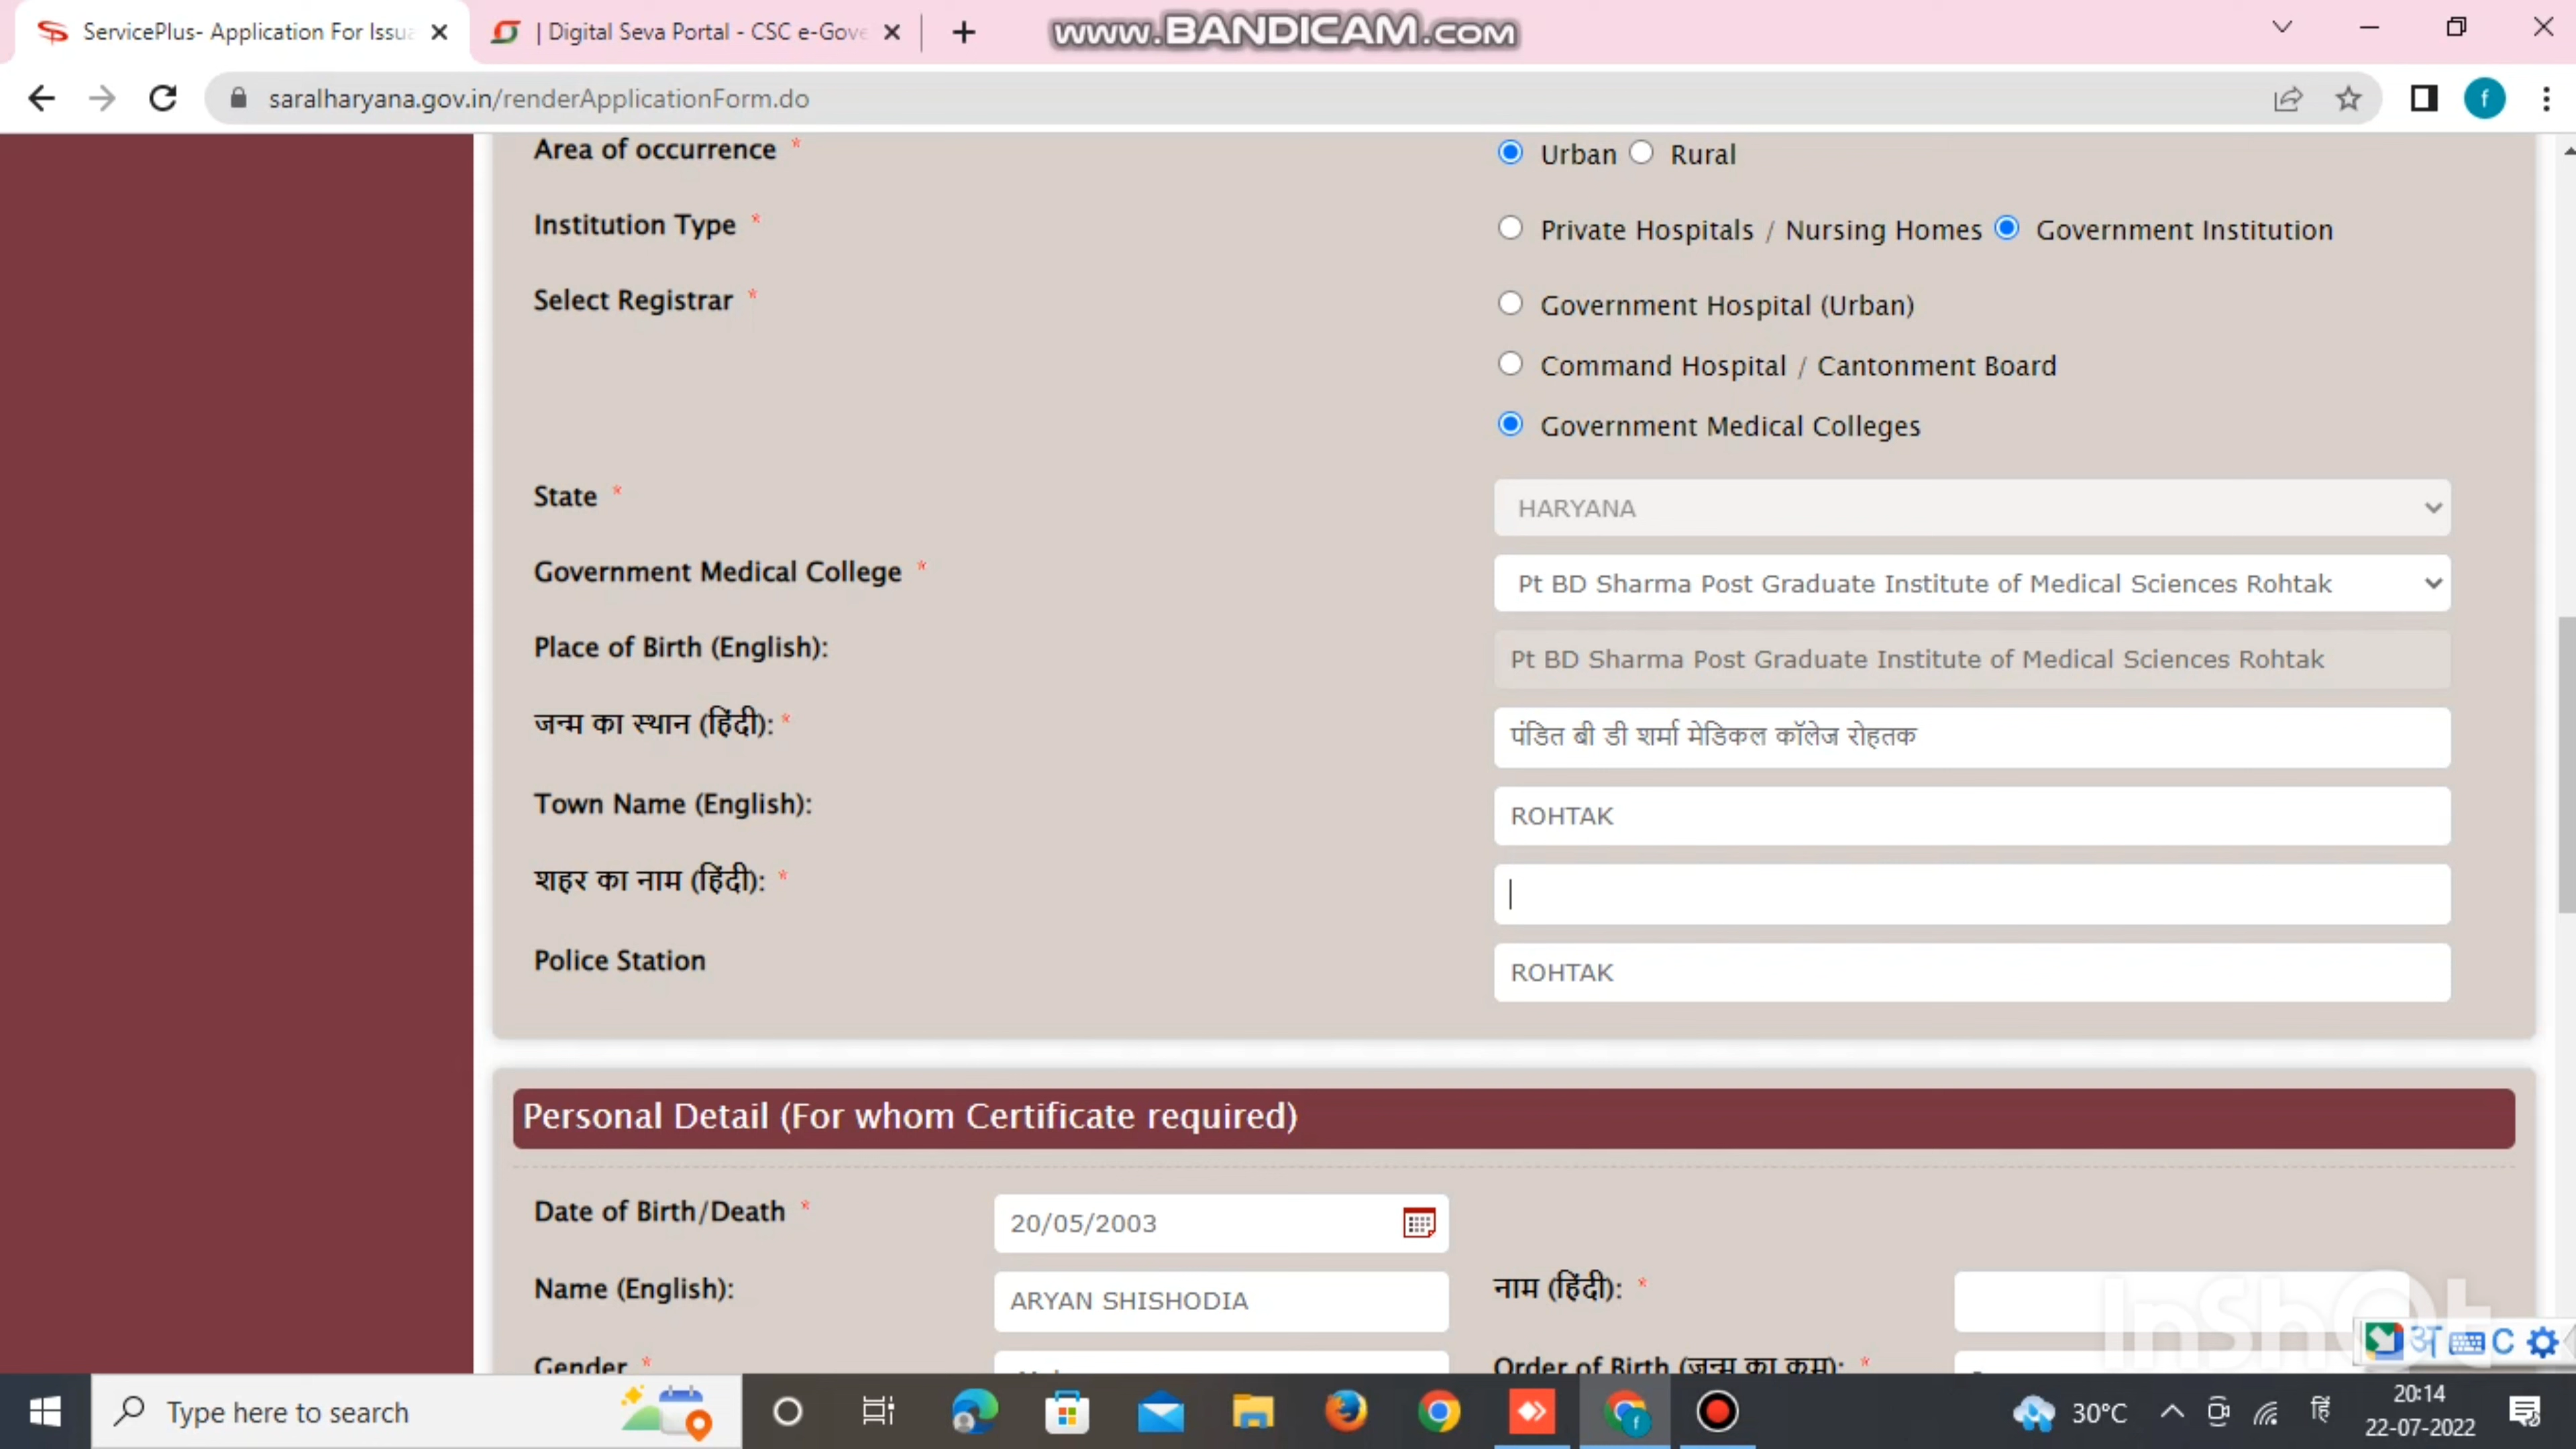 ServicePlus- Application For Issua
| Digital Seva Portal - CSC e-Gove
www.BANDICAM.com
saralharyana.gov.in/renderApplicationForm.do
f
Area of occurrence *
Urban Rural
Institution Type *
Private Hospitals / Nursing Homes Government Institution
Select Registrar *
Government Hospital (Urban)
Command Hospital / Cantonment Board
Government Medical Colleges
State *
HARYANA
Government Medical College *
Pt BD Sharma Post Graduate Institute of Medical Sciences Rohtak
Place of Birth (English):
Pt BD Sharma Post Graduate Institute of Medical Sciences Rohtak
जन्म का स्थान (हिंदी): *
पंडित बी डी शर्मा मेडिकल कॉलेज रोहतक
Town Name (English):
ROHTAK
शहर का नाम (हिंदी): *
Police Station
ROHTAK
Personal Detail (For whom Certificate required)
Date of Birth/Death *
20/05/2003
Name (English):
ARYAN SHISHODIA
नाम (हिंदी): *
InShOt
अ C
Gender *
Order of Birth (जन्म का क्रम): *
Type here to search
30°C
हिं
20:14
22-07-2022